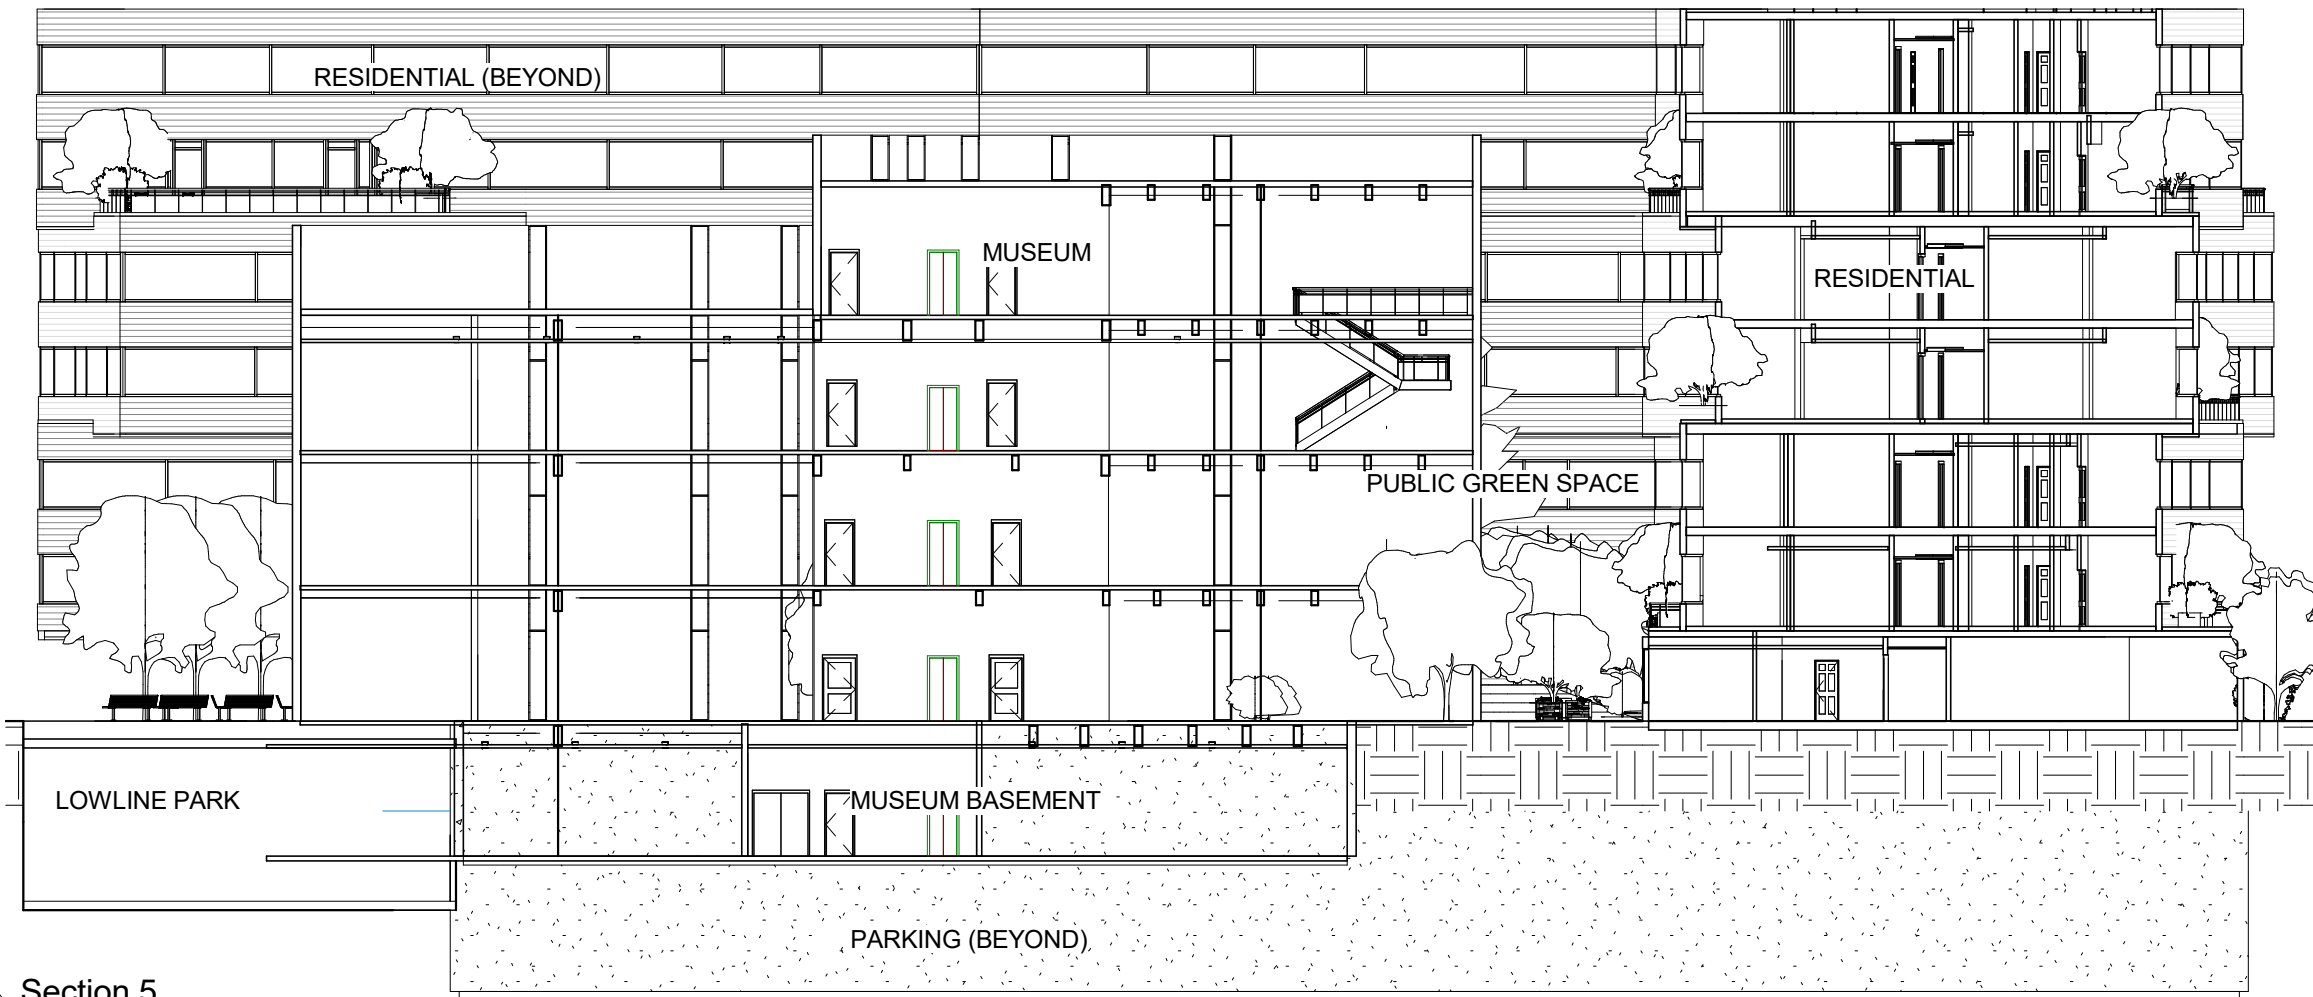 RESIDENTIAL (BEYOND)
MUSEUM
RESIDENTIAL
PUBLIC GREEN SPACE
LOWLINE PARK
MUSEUM BASEMENT
PARKING (BEYOND)
Section 5